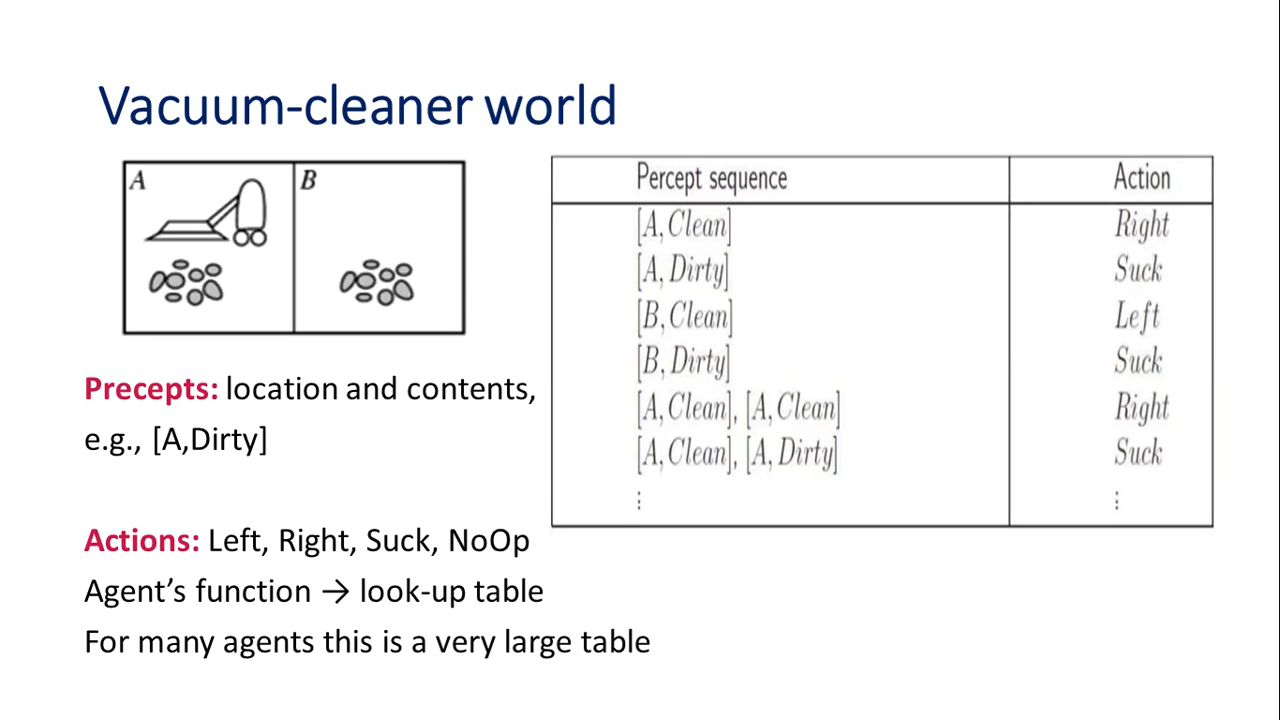 Vacuum-cleaner world
A
B
Precepts: location and contents,
e.g., [A,Dirty]
Actions: Left, Right, Suck, NoOp
Agent’s function → look-up table
For many agents this is a very large table
Percept sequence Action
[A, Clean] Right
[A, Dirty] Suck
[B, Clean] Left
[B, Dirty] Suck
[A, Clean], [A, Clean] Right
[A, Clean], [A, Dirty] Suck
⋮ ⋮